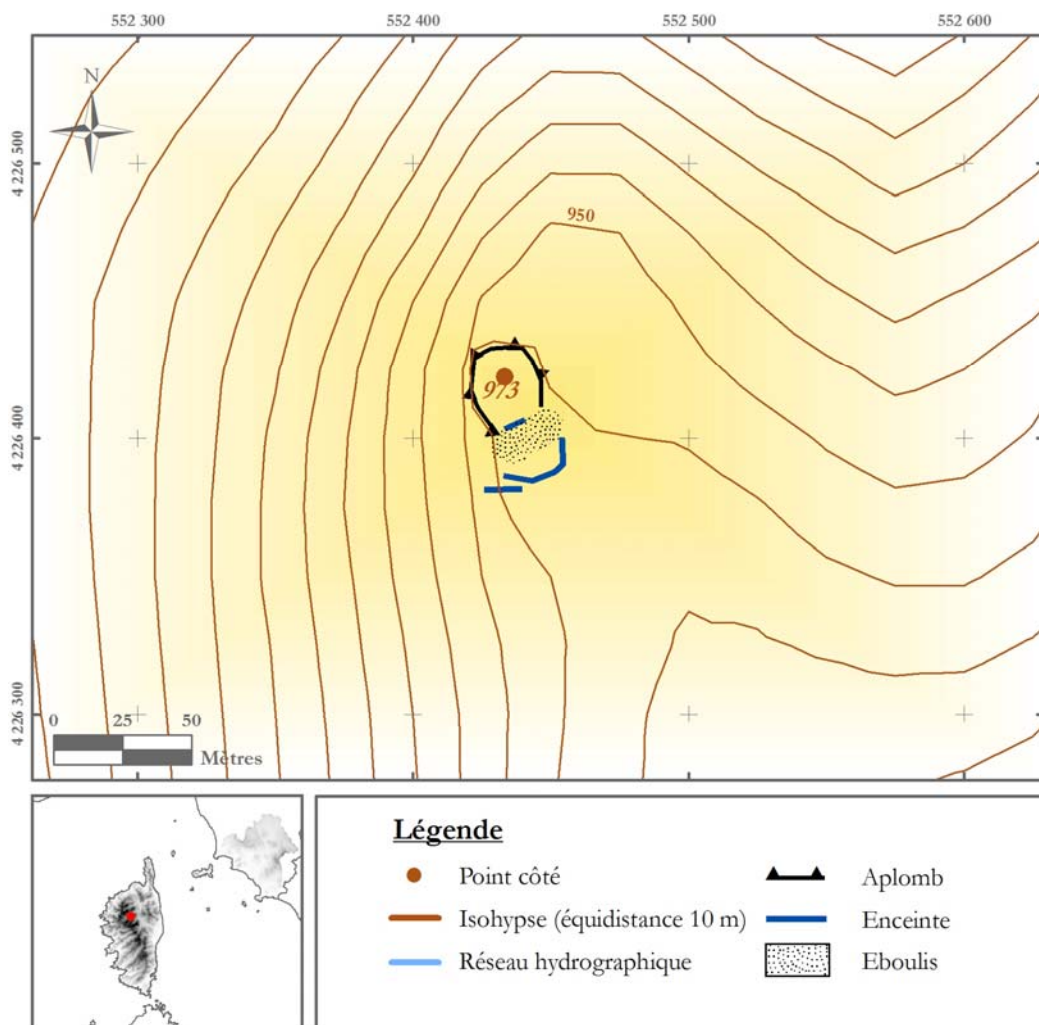 552 300 552 400 552 500 552 600
N
4 226 500
950
973
4 226 400
4 226 300
0 25 50
Mètres
Légende
Point côté
Aplomb
Isohypse (équidistance 10 m)
Enceinte
Réseau hydrographique
Eboulis